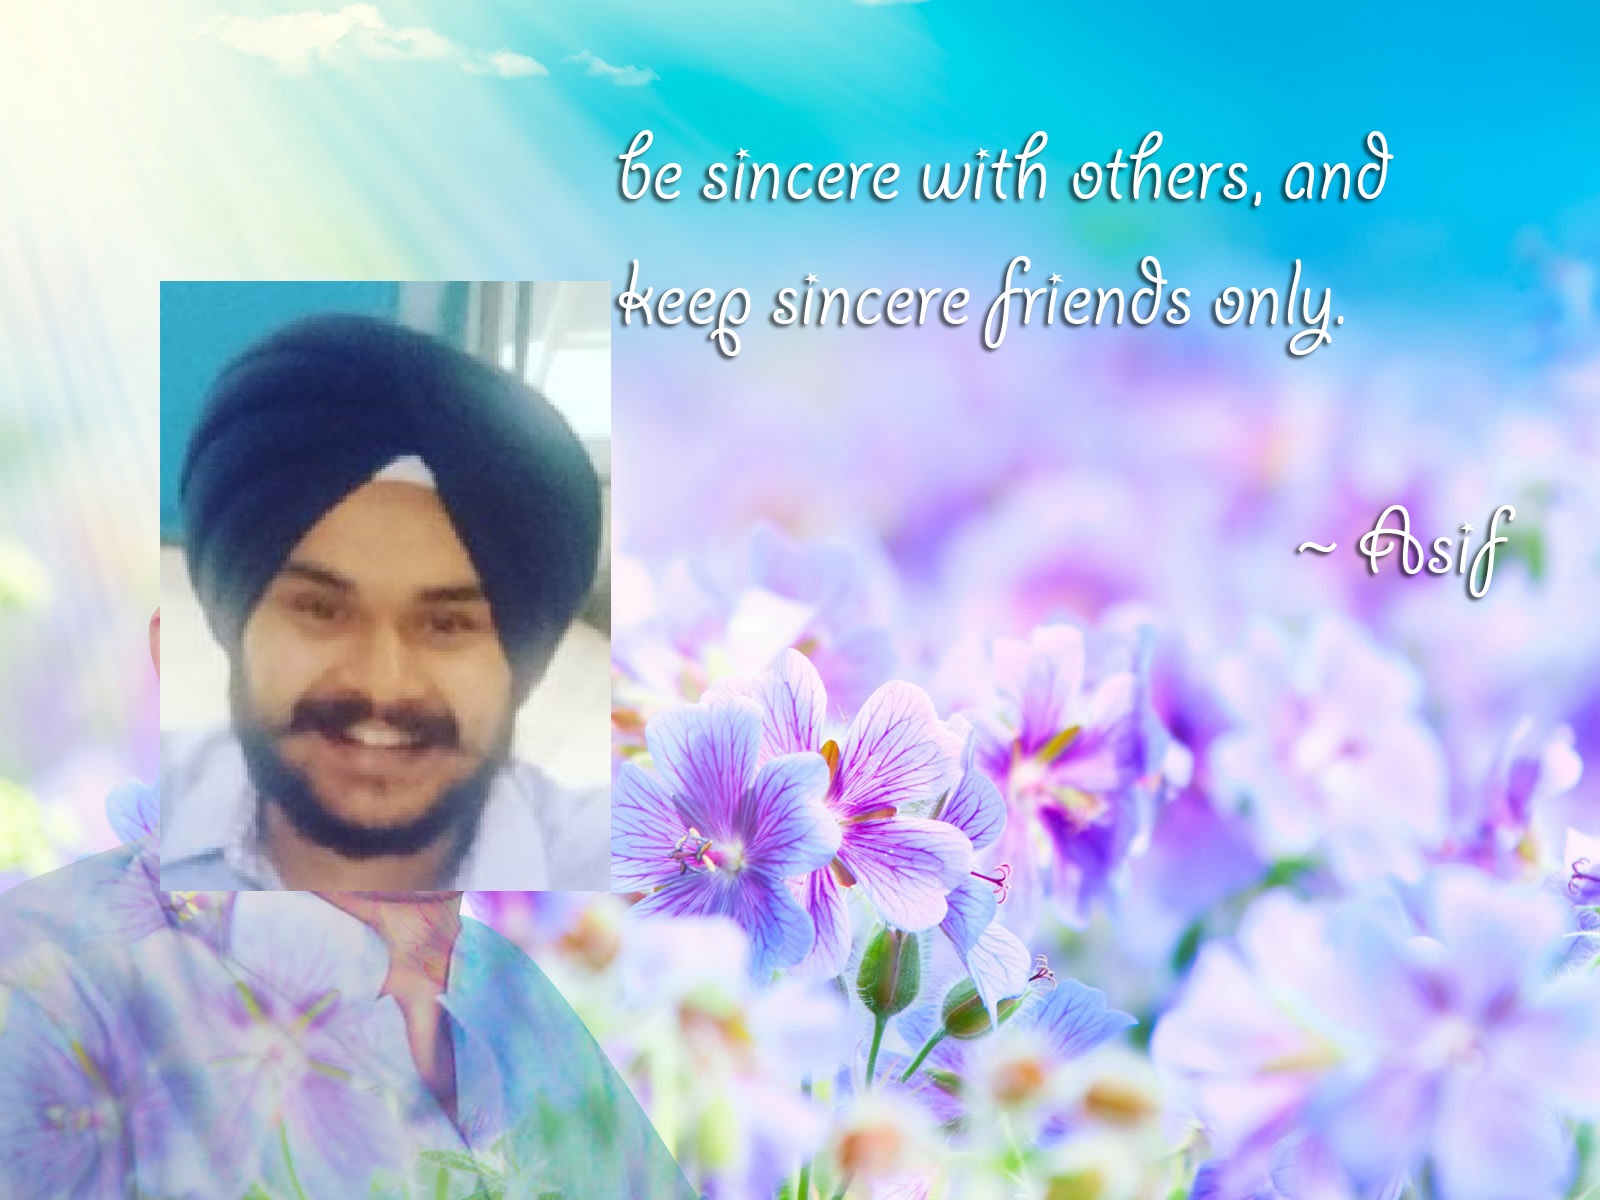 be sincere with others, and
keep sincere friends only.
~ Asif